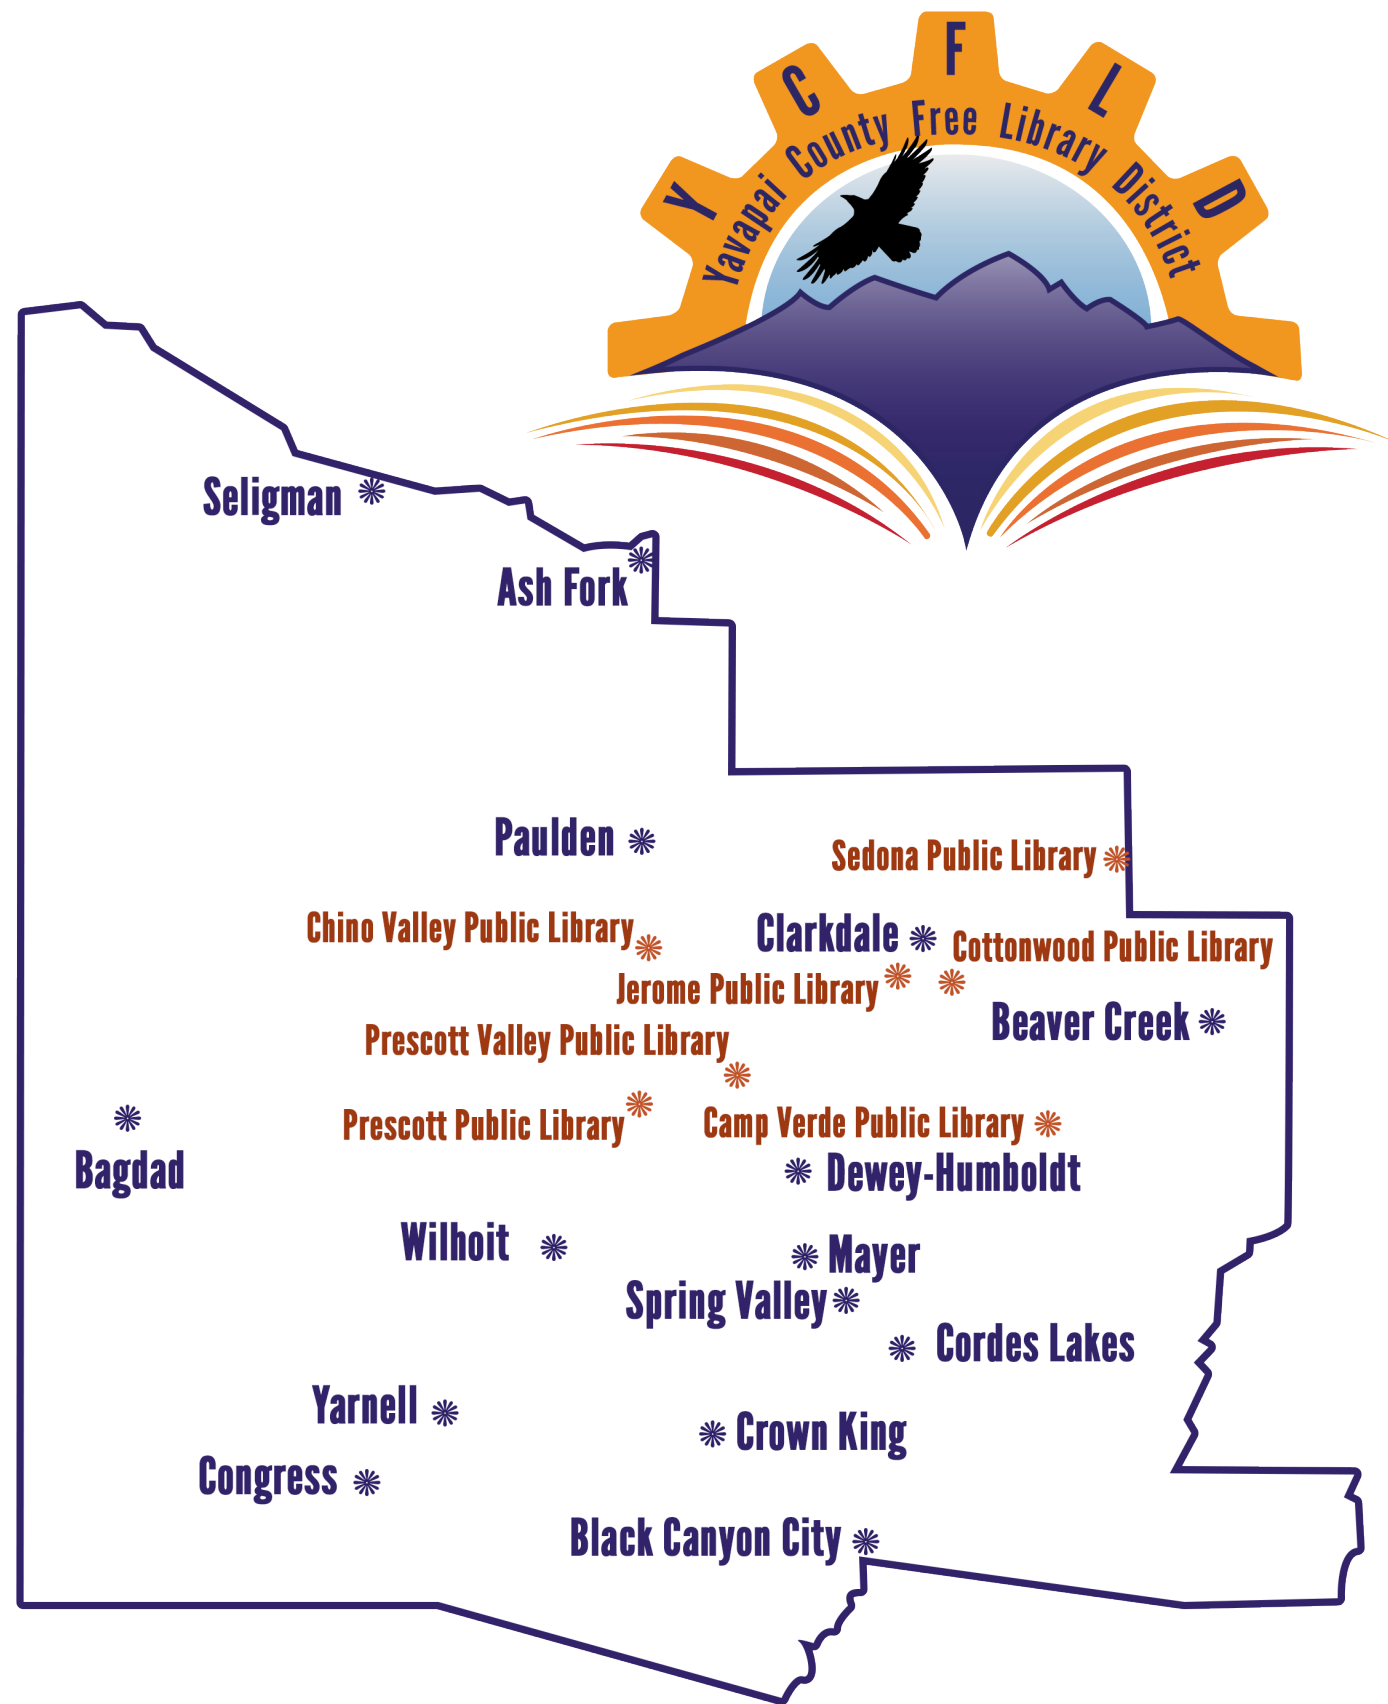 Y C F L D
Yavapai County Free Library District
Seligman
Ash Fork
Paulden
Sedona Public Library
Chino Valley Public Library
Clarkdale
Cottonwood Public Library
Jerome Public Library
Beaver Creek
Prescott Valley Public Library
Prescott Public Library
Camp Verde Public Library
Bagdad
Dewey-Humboldt
Wilhoit
Mayer
Spring Valley
Cordes Lakes
Yarnell
Crown King
Congress
Black Canyon City